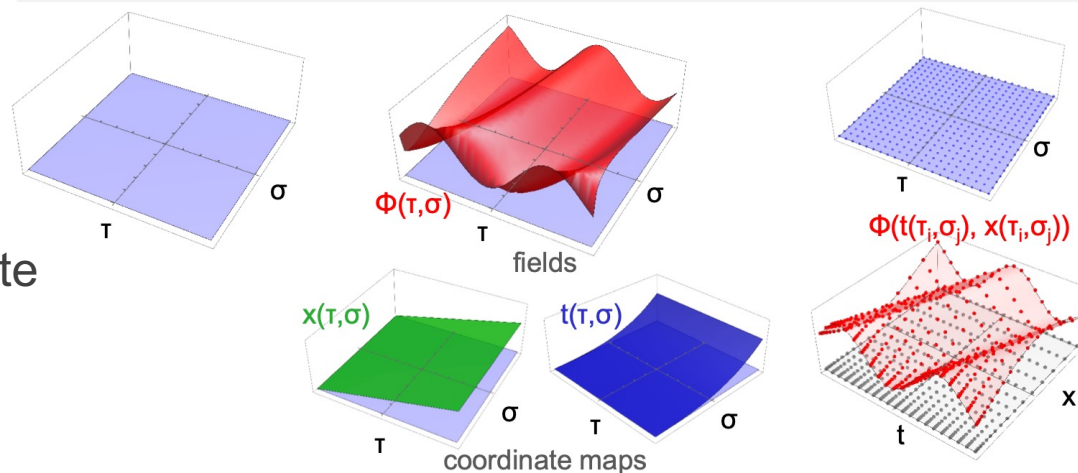 σ
τ
Φ(τ,σ)
σ
τ
fields
σ
τ
te
x(τ,σ)
σ
τ
t(τ,σ)
σ
τ
coordinate maps
Φ(t(τᵢ,σⱼ), x(τᵢ,σⱼ))
x
t